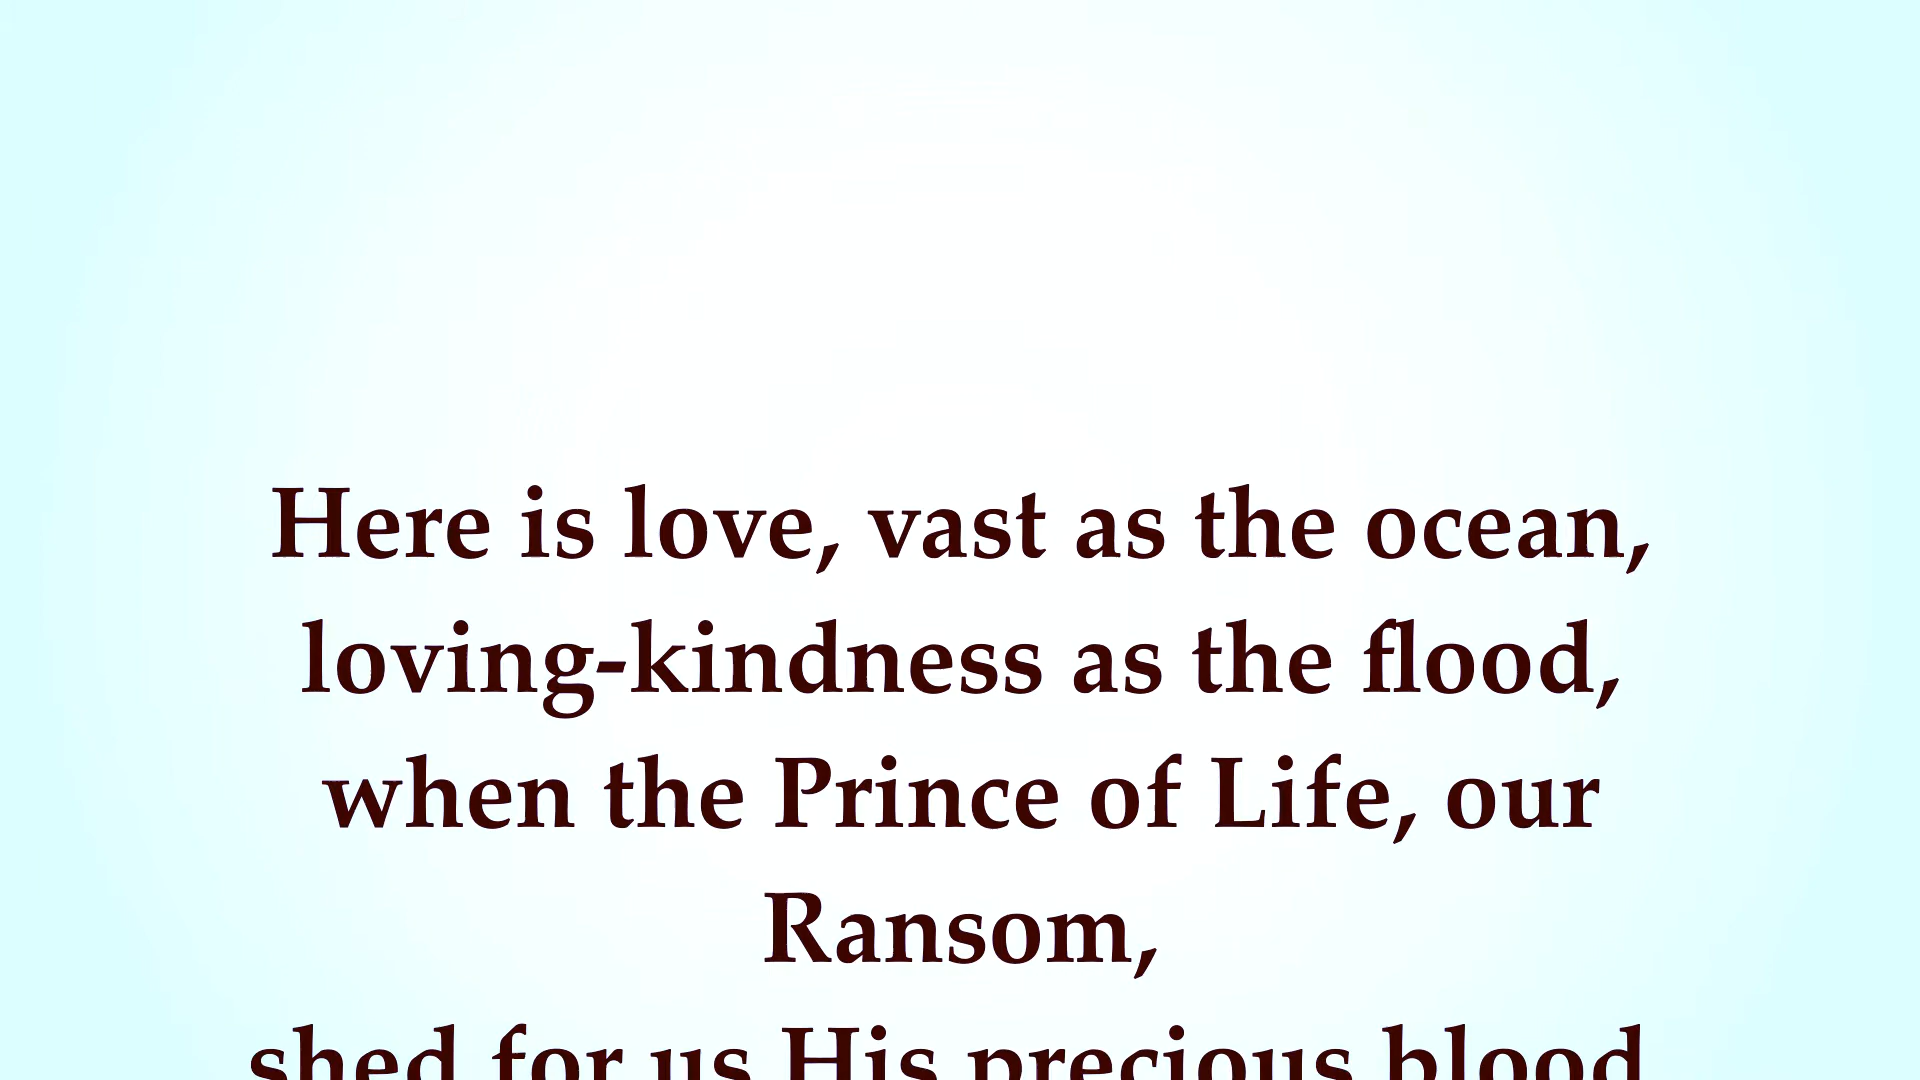 Here is love, vast as the ocean,
loving-kindness as the flood,
when the Prince of Life, our
Ransom,
shed for us His precious blood